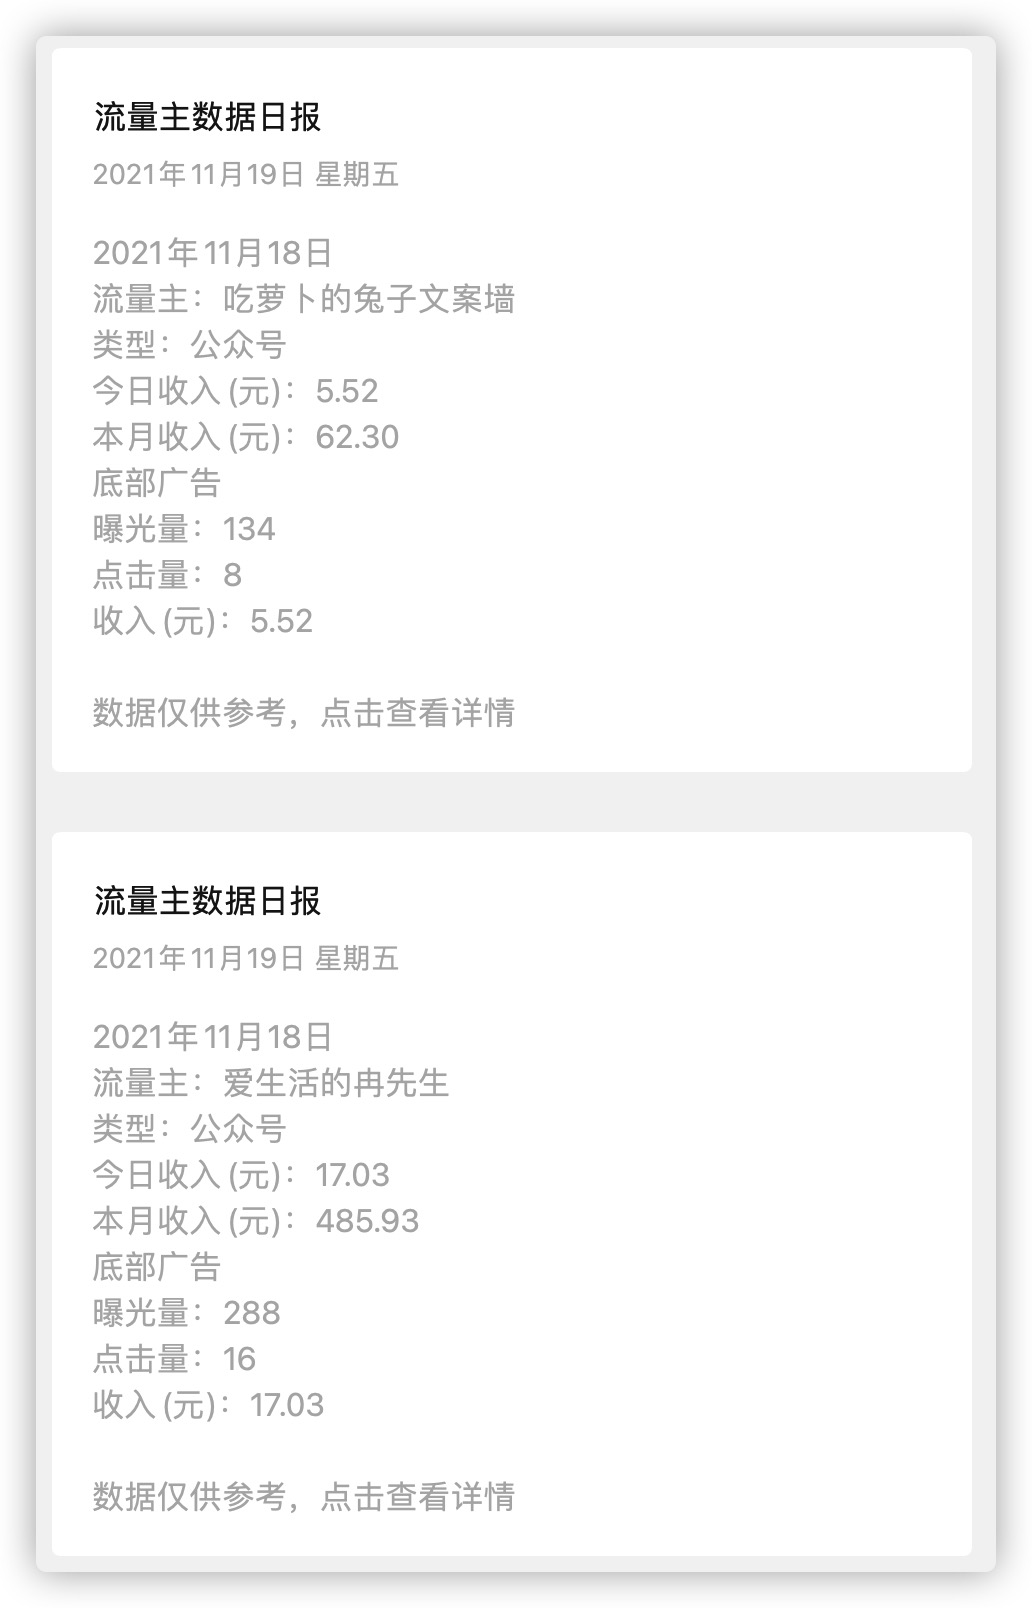 流量主数据日报
2021年11月19日 星期五
2021年11月18日
流量主：吃萝卜的兔子文案墙
类型：公众号
今日收入(元)：5.52
本月收入(元)：62.30
底部广告
曝光量：134
点击量：8
收入(元)：5.52
数据仅供参考，点击查看详情
流量主数据日报
2021年11月19日 星期五
2021年11月18日
流量主：爱生活的冉先生
类型：公众号
今日收入(元)：17.03
本月收入(元)：485.93
底部广告
曝光量：288
点击量：16
收入(元)：17.03
数据仅供参考，点击查看详情